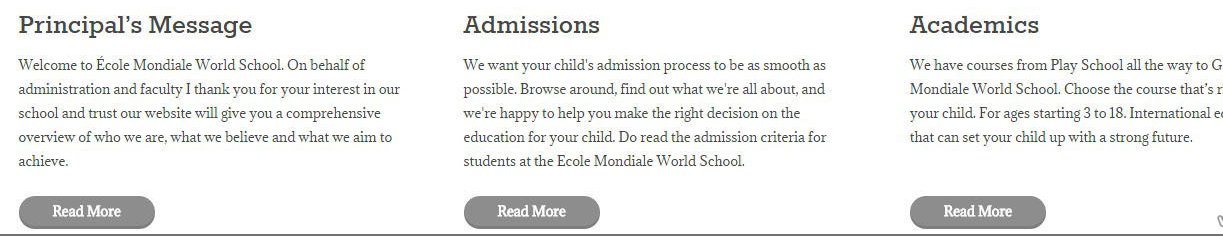 Principal's Message
Welcome to École Mondiale World School. On behalf of
administration and faculty I thank you for your interest in our
school and trust our website will give you a comprehensive
overview of who we are, what we believe and what we aim to
achieve.
Read More
Admissions
We want your child's admission process to be as smooth as
possible. Browse around, find out what we're all about, and
we're happy to help you make the right decision on the
education for your child. Do read the admission criteria for
students at the Ecole Mondiale World School.
Read More
Academics
We have courses from Play School all the way to G
Mondiale World School. Choose the course that's
your child. For ages starting 3 to 18. International
that can set your child up with a strong future.
Read More